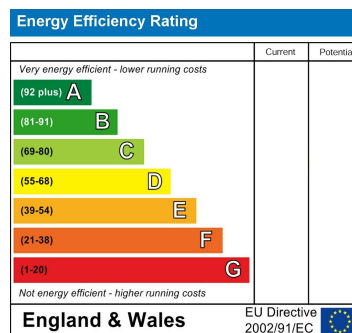 Energy Efficiency Rating
Current Potentia
Very energy efficient - lower running costs
(92 plus) A
(81-91) B
(69-80) C
(55-68) D
(39-54) E
(21-38) F
(1-20) G
Not energy efficient - higher running costs
England & Wales
EU Directive
2002/91/EC